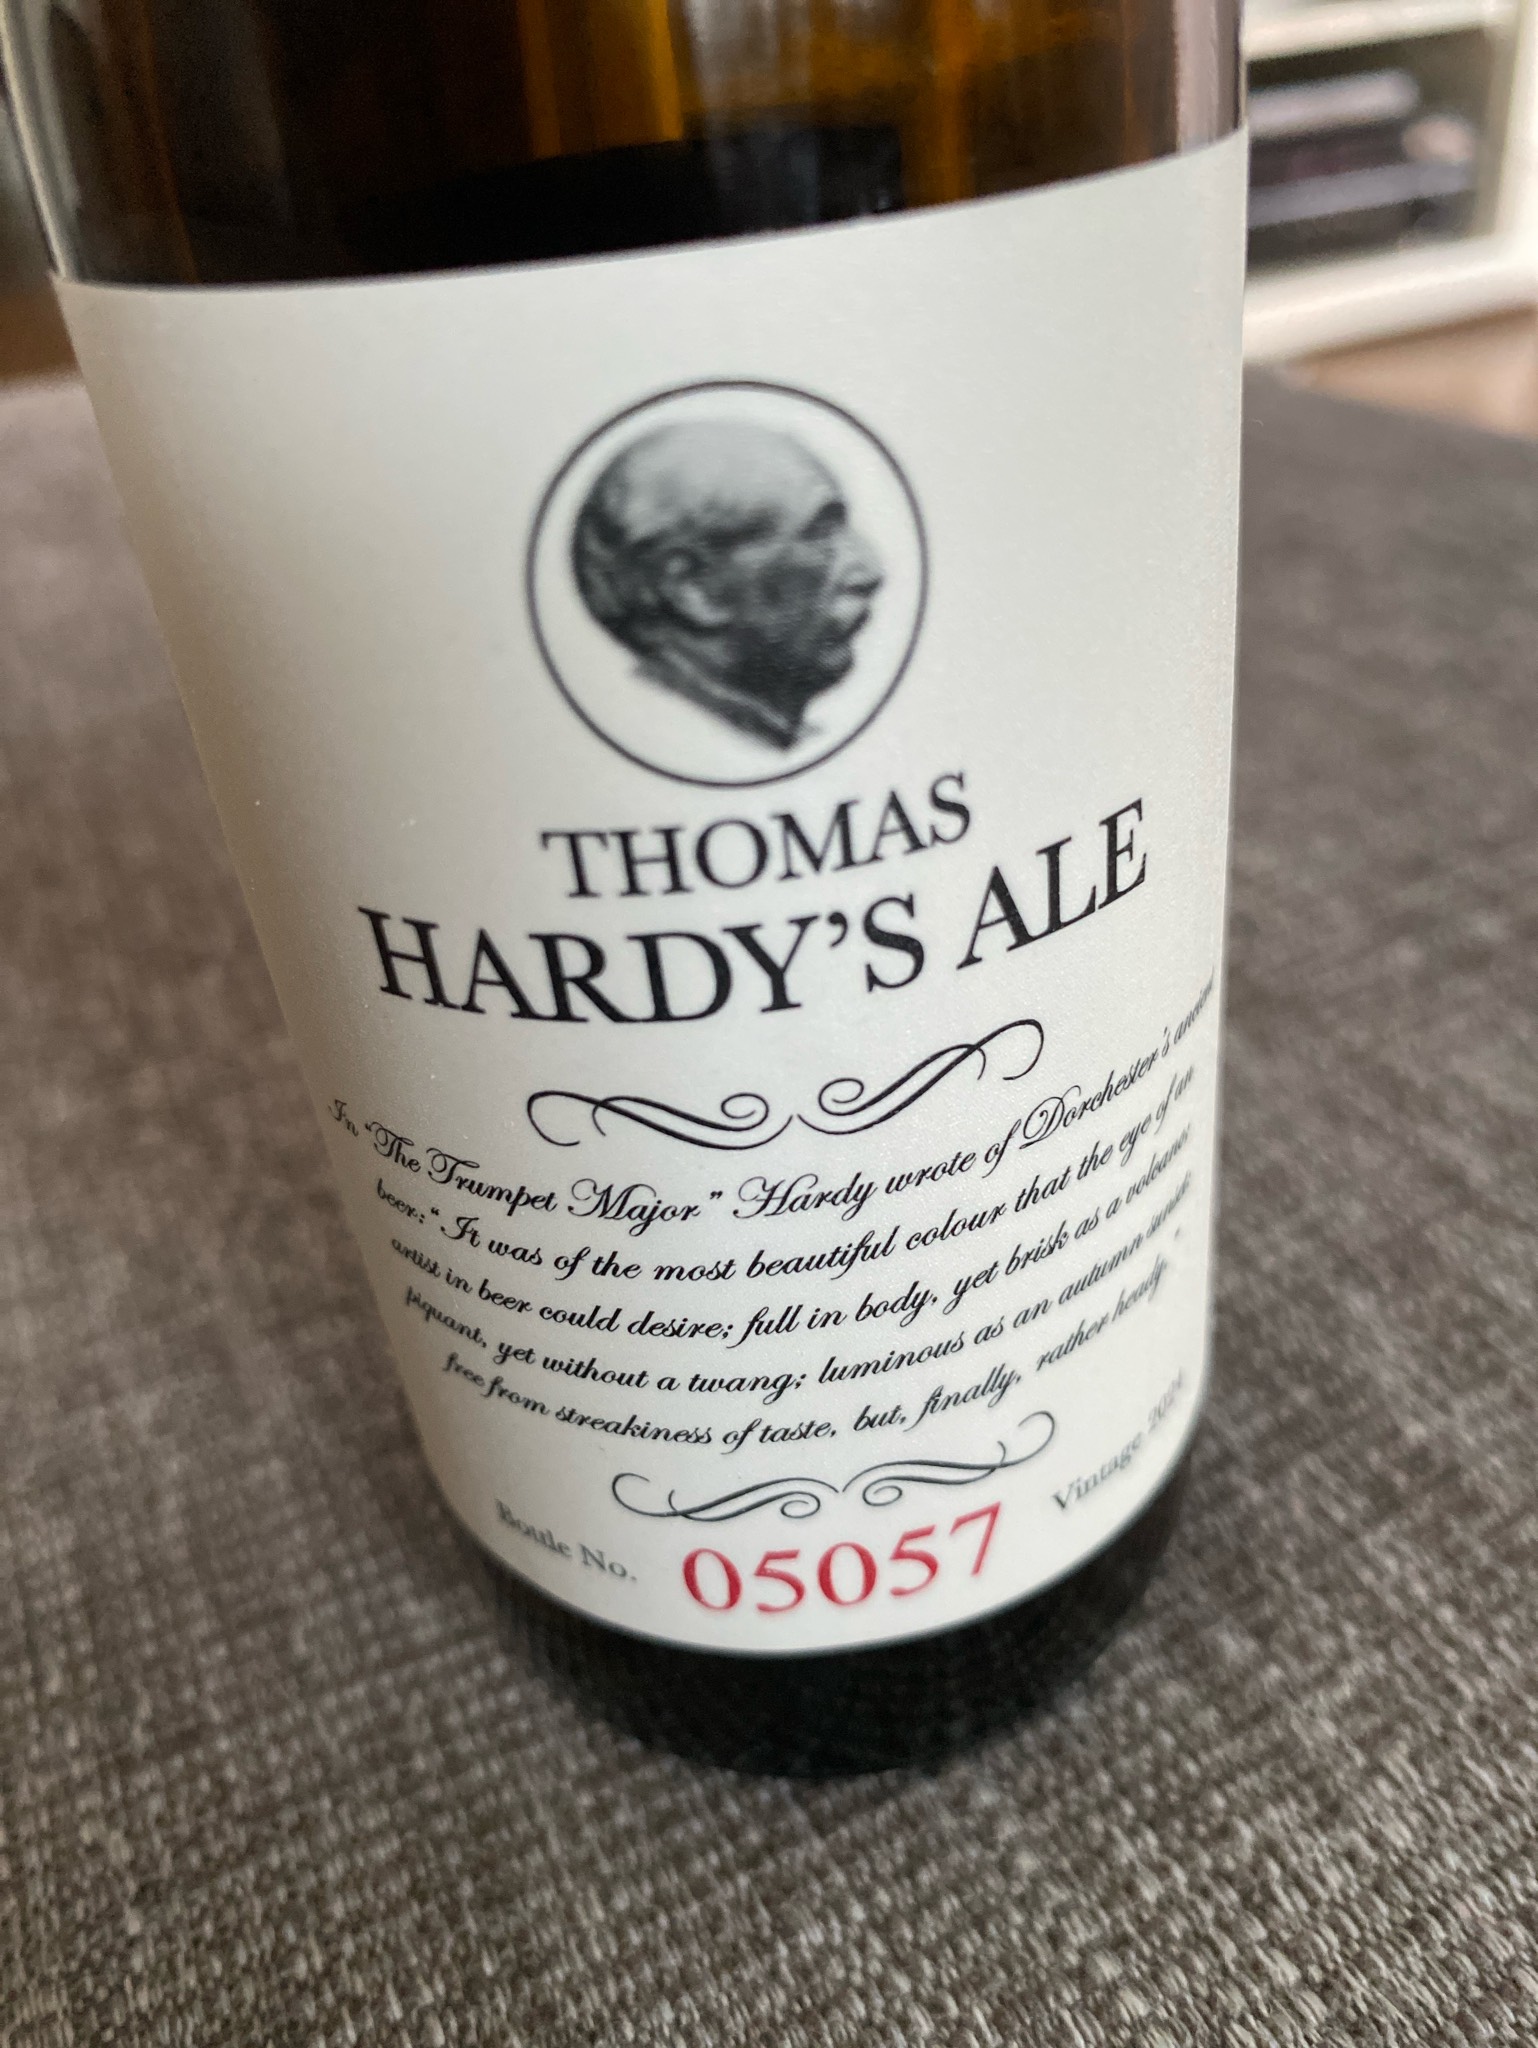 THOMAS
HARDY'S ALE
In "The Trumpet Major" Hardy wrote of Dorchester's ancient
beer: "It was of the most beautiful colour that the eye of an
artist in beer could desire; full in body, yet brisk as a volcano;
piquant, yet without a twang; luminous as an autumn sunset;
free from streakiness of taste, but, finally, rather heady."
Bottle No. 05057 Vintage